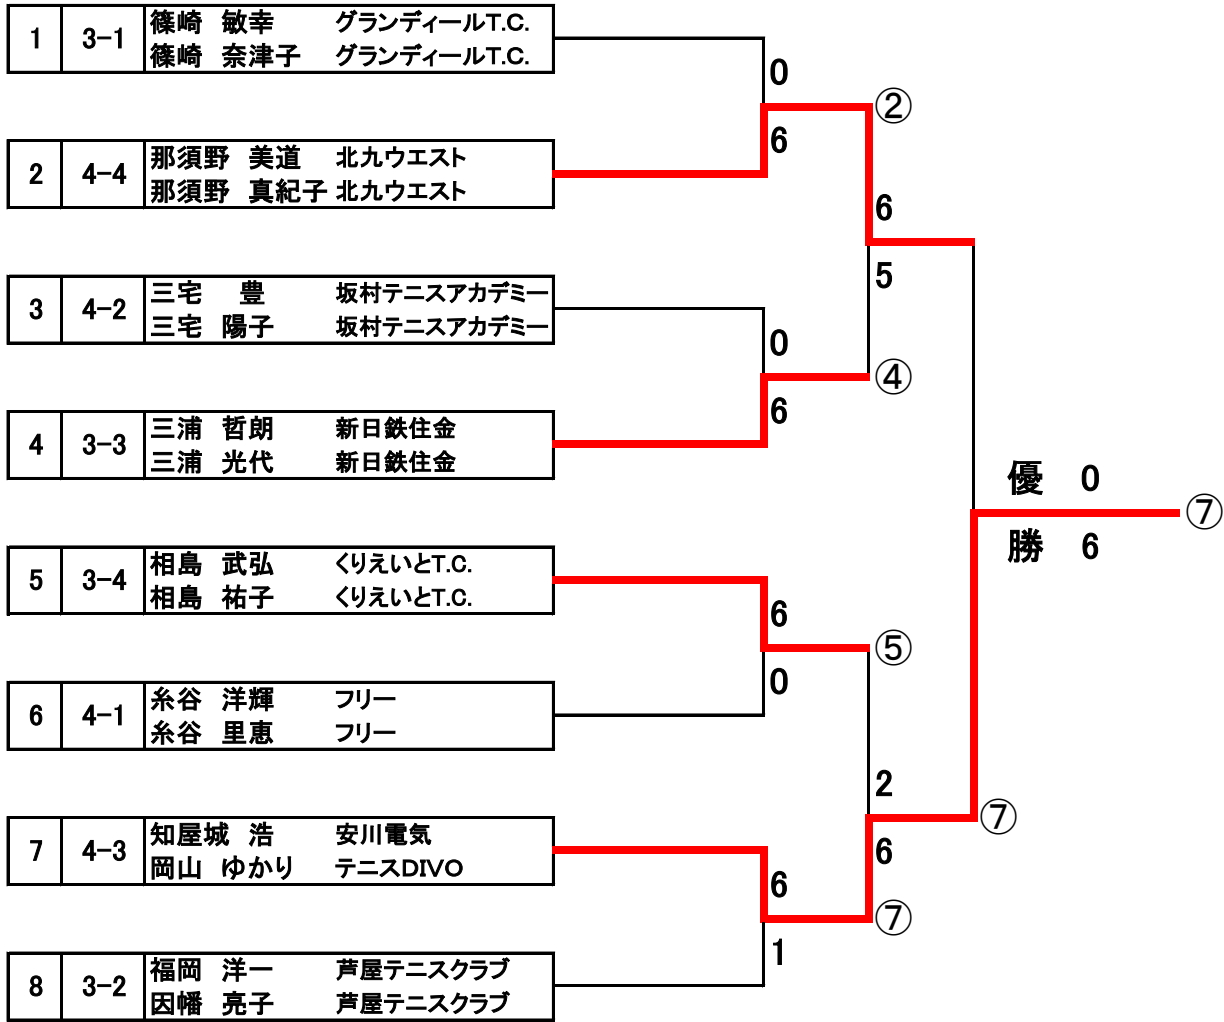 1 3-1 篠崎 敏幸 グランディールT.C.
篠崎 奈津子 グランディールT.C.
0
②
6
2 4-4 那須野 美道 北九ウエスト
那須野 真紀子 北九ウエスト
6
5
3 4-2 三宅 豊 坂村テニスアカデミー
三宅 陽子 坂村テニスアカデミー
0
④
6
4 3-3 三浦 哲朗 新日鉄住金
三浦 光代 新日鉄住金
優 0
⑦
勝 6
5 3-4 相島 武弘 くりえいとT.C.
相島 祐子 くりえいとT.C.
6
⑤
0
6 4-1 糸谷 洋輝 フリー
糸谷 里恵 フリー
2
⑦
6
7 4-3 知屋城 浩 安川電気
岡山 ゆかり テニスDIVO
6
⑦
1
8 3-2 福岡 洋一 芦屋テニスクラブ
因幡 亮子 芦屋テニスクラブ